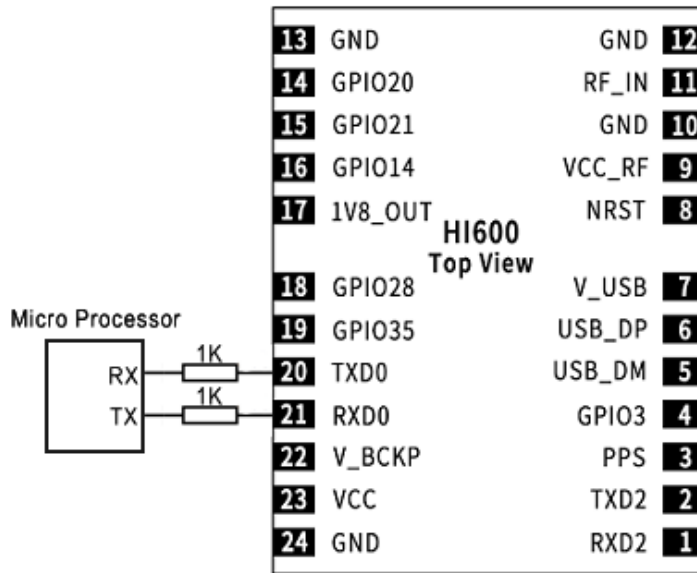 13 GND GND 12
14 GPIO20 RF_IN 11
15 GPIO21 GND 10
16 GPIO14 VCC_RF 9
17 1V8_OUT NRST 8
HI600
Top View
18 GPIO28 V_USB 7
Micro Processor
19 GPIO35 USB_DP 6
RX 1K 20 TXD0 USB_DM 5
TX 1K 21 RXD0 GPIO3 4
22 V_BCKP PPS 3
23 VCC TXD2 2
24 GND RXD2 1